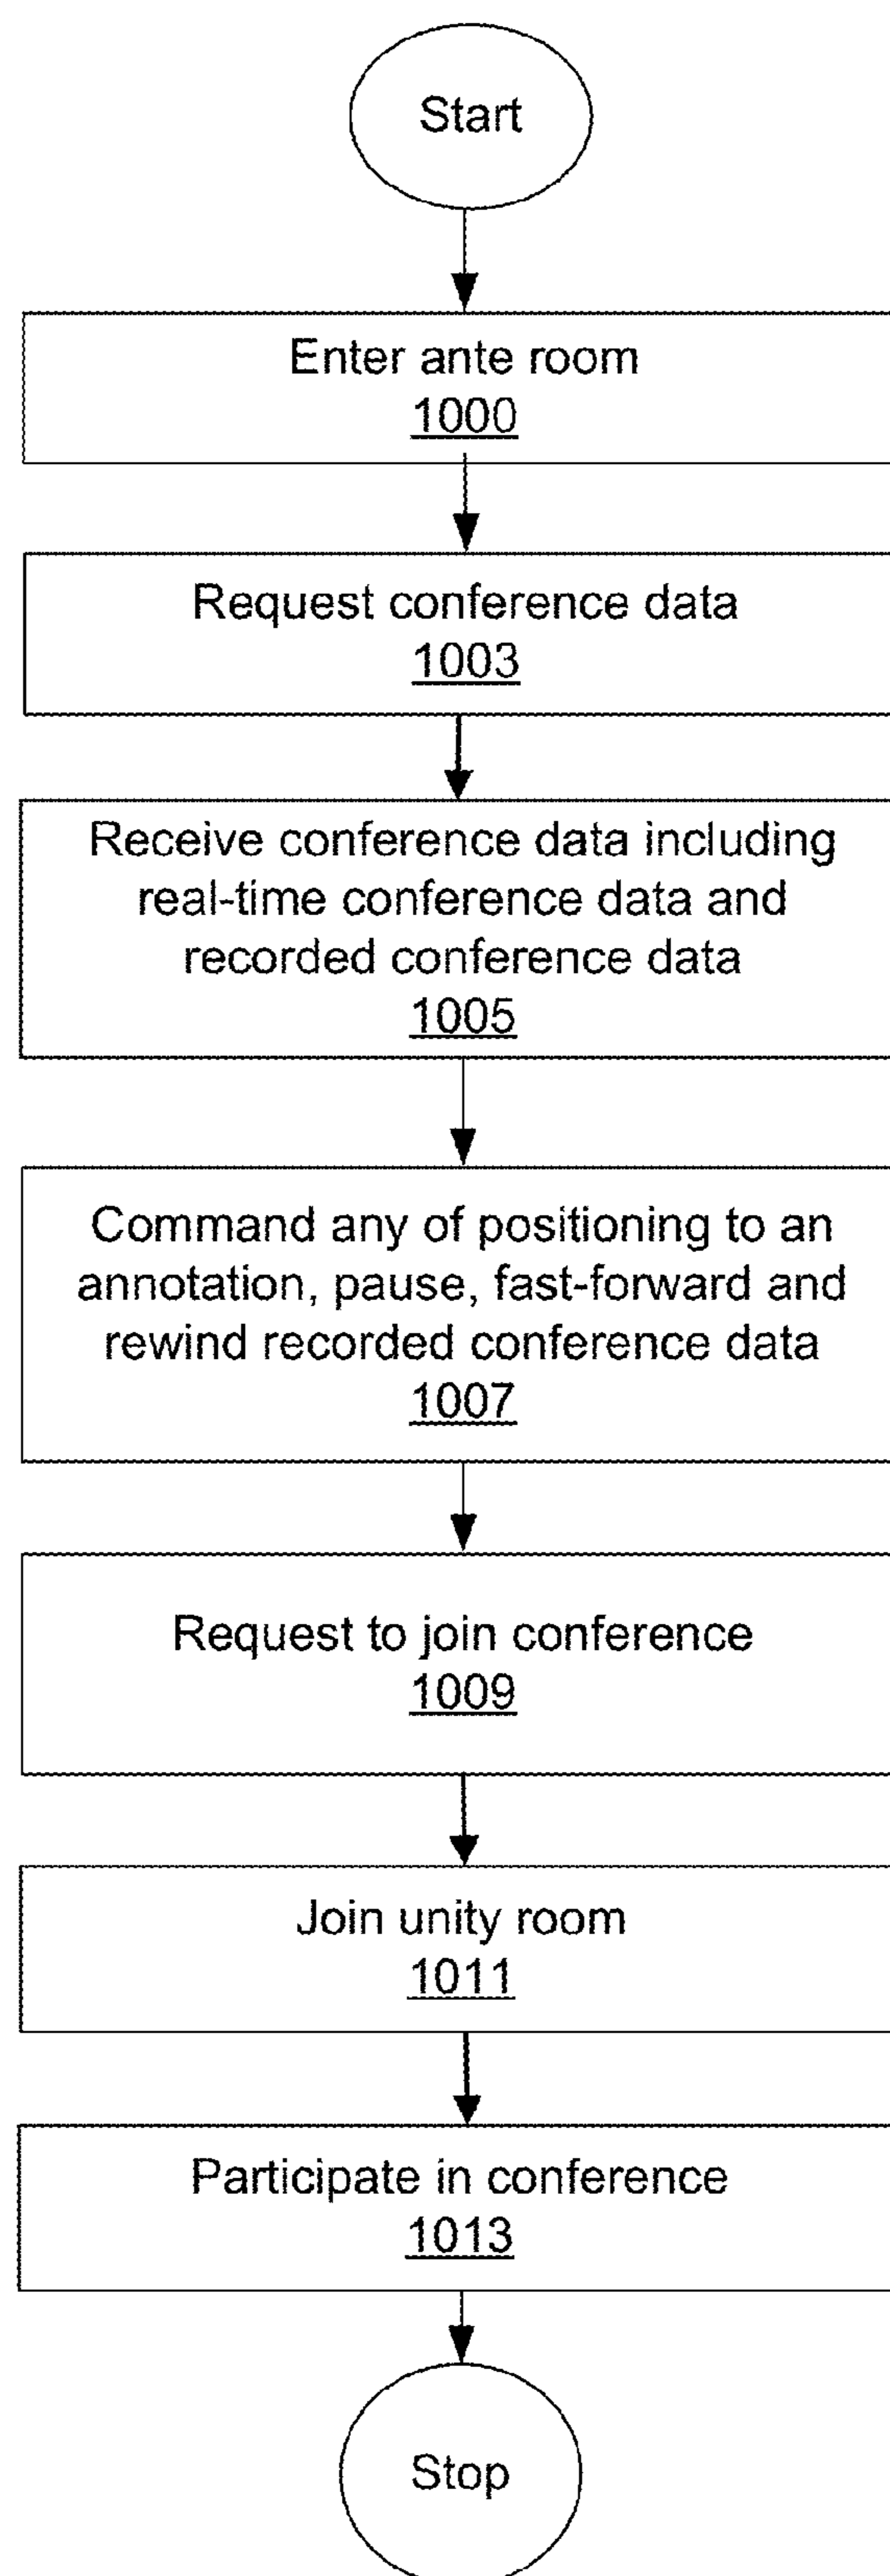 Start
Enter ante room
1000
Request conference data
1003
Receive conference data including
real-time conference data and
recorded conference data
1005
Command any of positioning to an
annotation, pause, fast-forward and
rewind recorded conference data
1007
Request to join conference
1009
Join unity room
1011
Participate in conference
1013
Stop